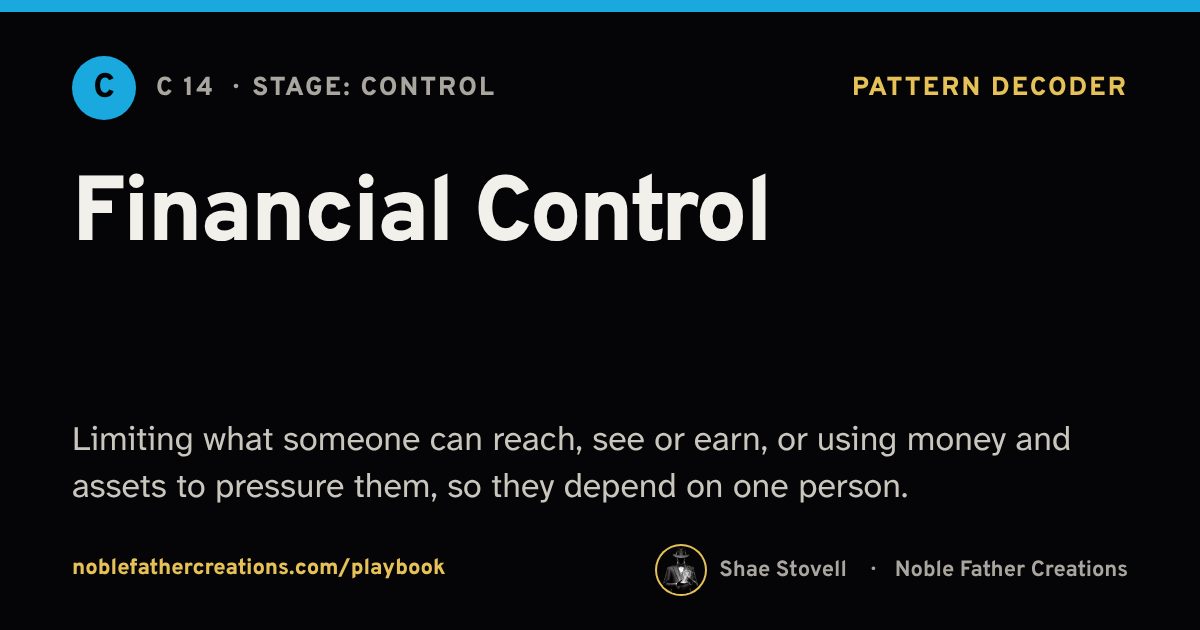 C
C 14 · STAGE: CONTROL
PATTERN DECODER
Financial Control
Limiting what someone can reach, see or earn, or using money and
assets to pressure them, so they depend on one person.
noblefathercreations.com/playbook
Shae Stovell · Noble Father Creations